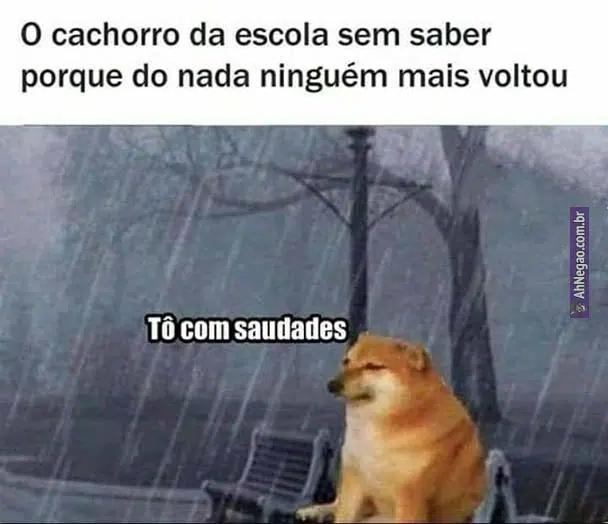 O cachorro da escola sem saber
porque do nada ninguém mais voltou
AhNegao.com.br
Tô com saudades